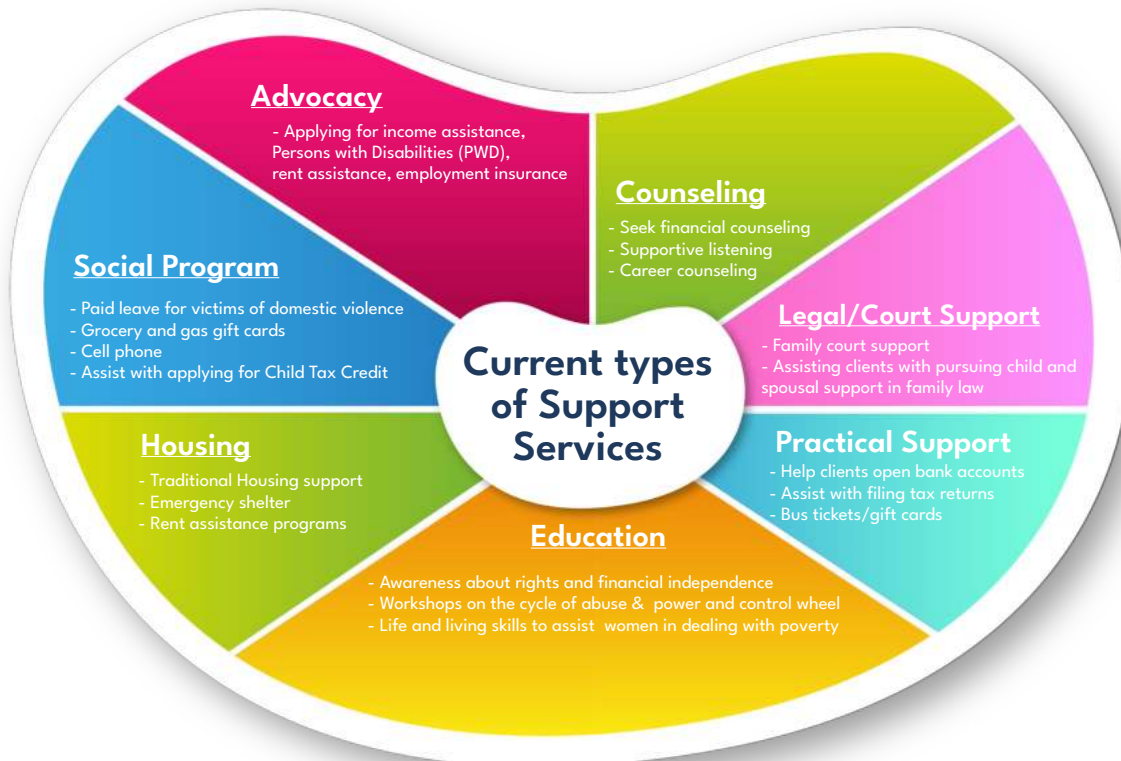 Advocacy
- Applying for income assistance,
Persons with Disabilities (PWD),
rent assistance, employment insurance
Counseling
- Seek financial counseling
- Supportive listening
- Career counseling
Social Program
- Paid leave for victims of domestic violence
- Grocery and gas gift cards
- Cell phone
- Assist with applying for Child Tax Credit
Current types
of Support
Services
Legal/Court Support
- Family court support
- Assisting clients with pursuing child and
spousal support in family law
Housing
- Traditional Housing support
- Emergency shelter
- Rent assistance programs
Practical Support
- Help clients open bank accounts
- Assist with filing tax returns
- Bus tickets/gift cards
Education
- Awareness about rights and financial independence
- Workshops on the cycle of abuse & power and control wheel
- Life and living skills to assist women in dealing with poverty